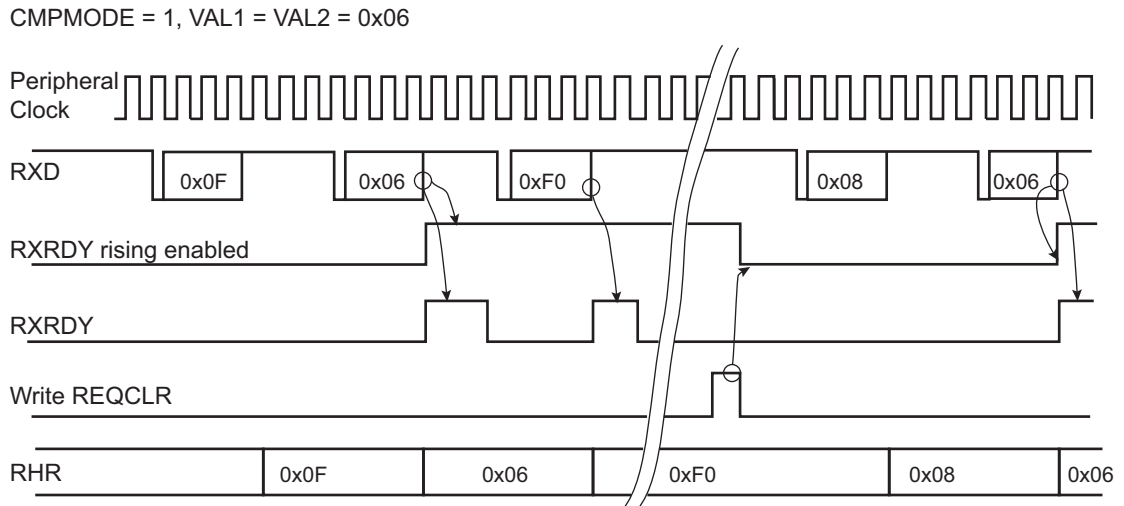 CMPMODE = 1, VAL1 = VAL2 = 0x06
Peripheral
Clock
RXD 0x0F 0x06 0xF0 0x08 0x06
RXRDY rising enabled
RXRDY
Write REQCLR
RHR 0x0F 0x06 0xF0 0x08 0x06